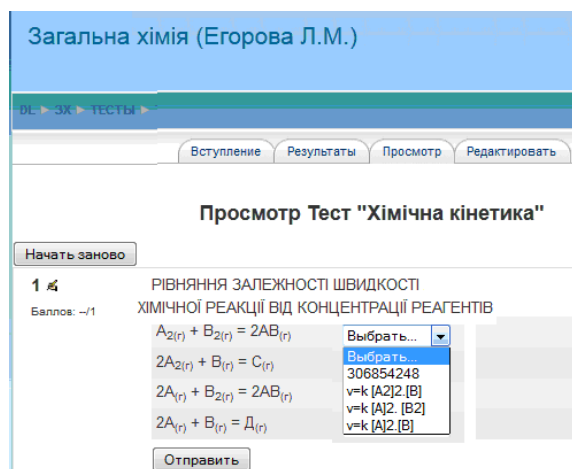 Загальна хімія (Егорова Л.М.)
DL ► ЗХ ► ТЕСТЫ ►
Вступление Результаты Просмотр Редактировать
Просмотр Тест "Хімічна кінетика"
Начать заново
1
Баллов: --/1
РІВНЯННЯ ЗАЛЕЖНОСТІ ШВИДКОСТІ
ХІМІЧНОЇ РЕАКЦІЇ ВІД КОНЦЕНТРАЦІЇ РЕАГЕНТІВ
A2(г) + B2(г) = 2AB(г)
Выбрать...
2A2(г) + B(г) = C(г)
2A(г) + B2(г) = 2AB(г)
2A(г) + B(г) = Д(г)
Выбрать...
306854248
v=k [A2]2.[B]
v=k [A]2. [B2]
v=k [A]2.[B]
Отправить